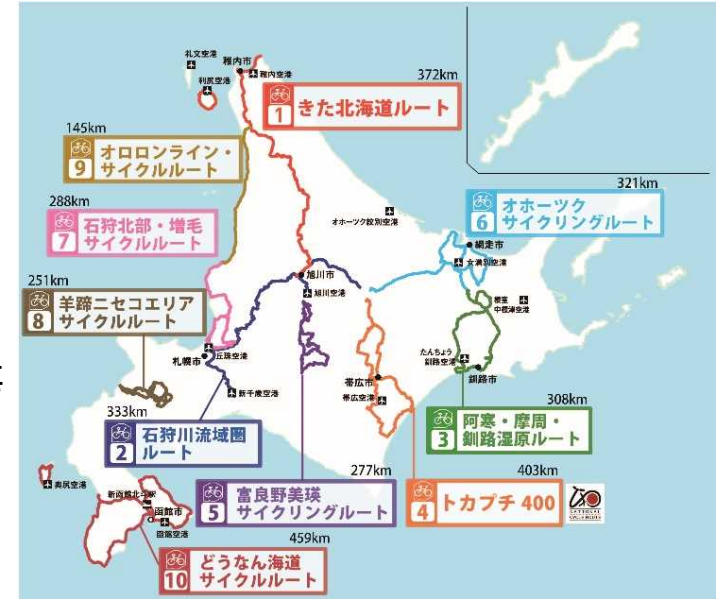 礼文空港
稚内市
稚内空港
利尻空港
372km
1
きた北海道ルート
145km
9
オロロンライン・
サイクルルート
321km
6
オホーツク
サイクリングルート
オホーツク紋別空港
網走市
女満別空港
288km
7
石狩北部・増毛
サイクルルート
旭川市
旭川空港
根室
中標津空港
251km
8
羊蹄ニセコエリア
サイクルルート
札幌市
丘珠空港
新千歳空港
たんちょう
釧路空港
釧路市
帯広市
帯広空港
308km
3
阿寒・摩周・
釧路湿原ルート
333km
2
石狩川流域圏
ルート
277km
5
富良野美瑛
サイクリングルート
403km
4
トカプチ 400
NATIONAL
CYCLE ROUTE
奥尻空港
新函館北斗駅
函館市
函館空港
459km
10
どうなん海道
サイクルルート